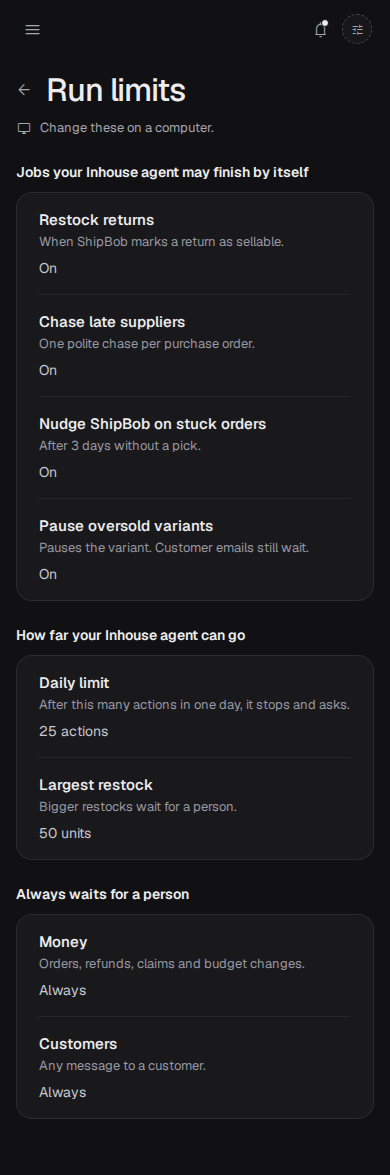 Run limits
Change these on a computer.
Jobs your Inhouse agent may finish by itself
Restock returns
When ShipBob marks a return as sellable.
On
Chase late suppliers
One polite chase per purchase order.
On
Nudge ShipBob on stuck orders
After 3 days without a pick.
On
Pause oversold variants
Pauses the variant. Customer emails still wait.
On
How far your Inhouse agent can go
Daily limit
After this many actions in one day, it stops and asks.
25 actions
Largest restock
Bigger restocks wait for a person.
50 units
Always waits for a person
Money
Orders, refunds, claims and budget changes.
Always
Customers
Any message to a customer.
Always